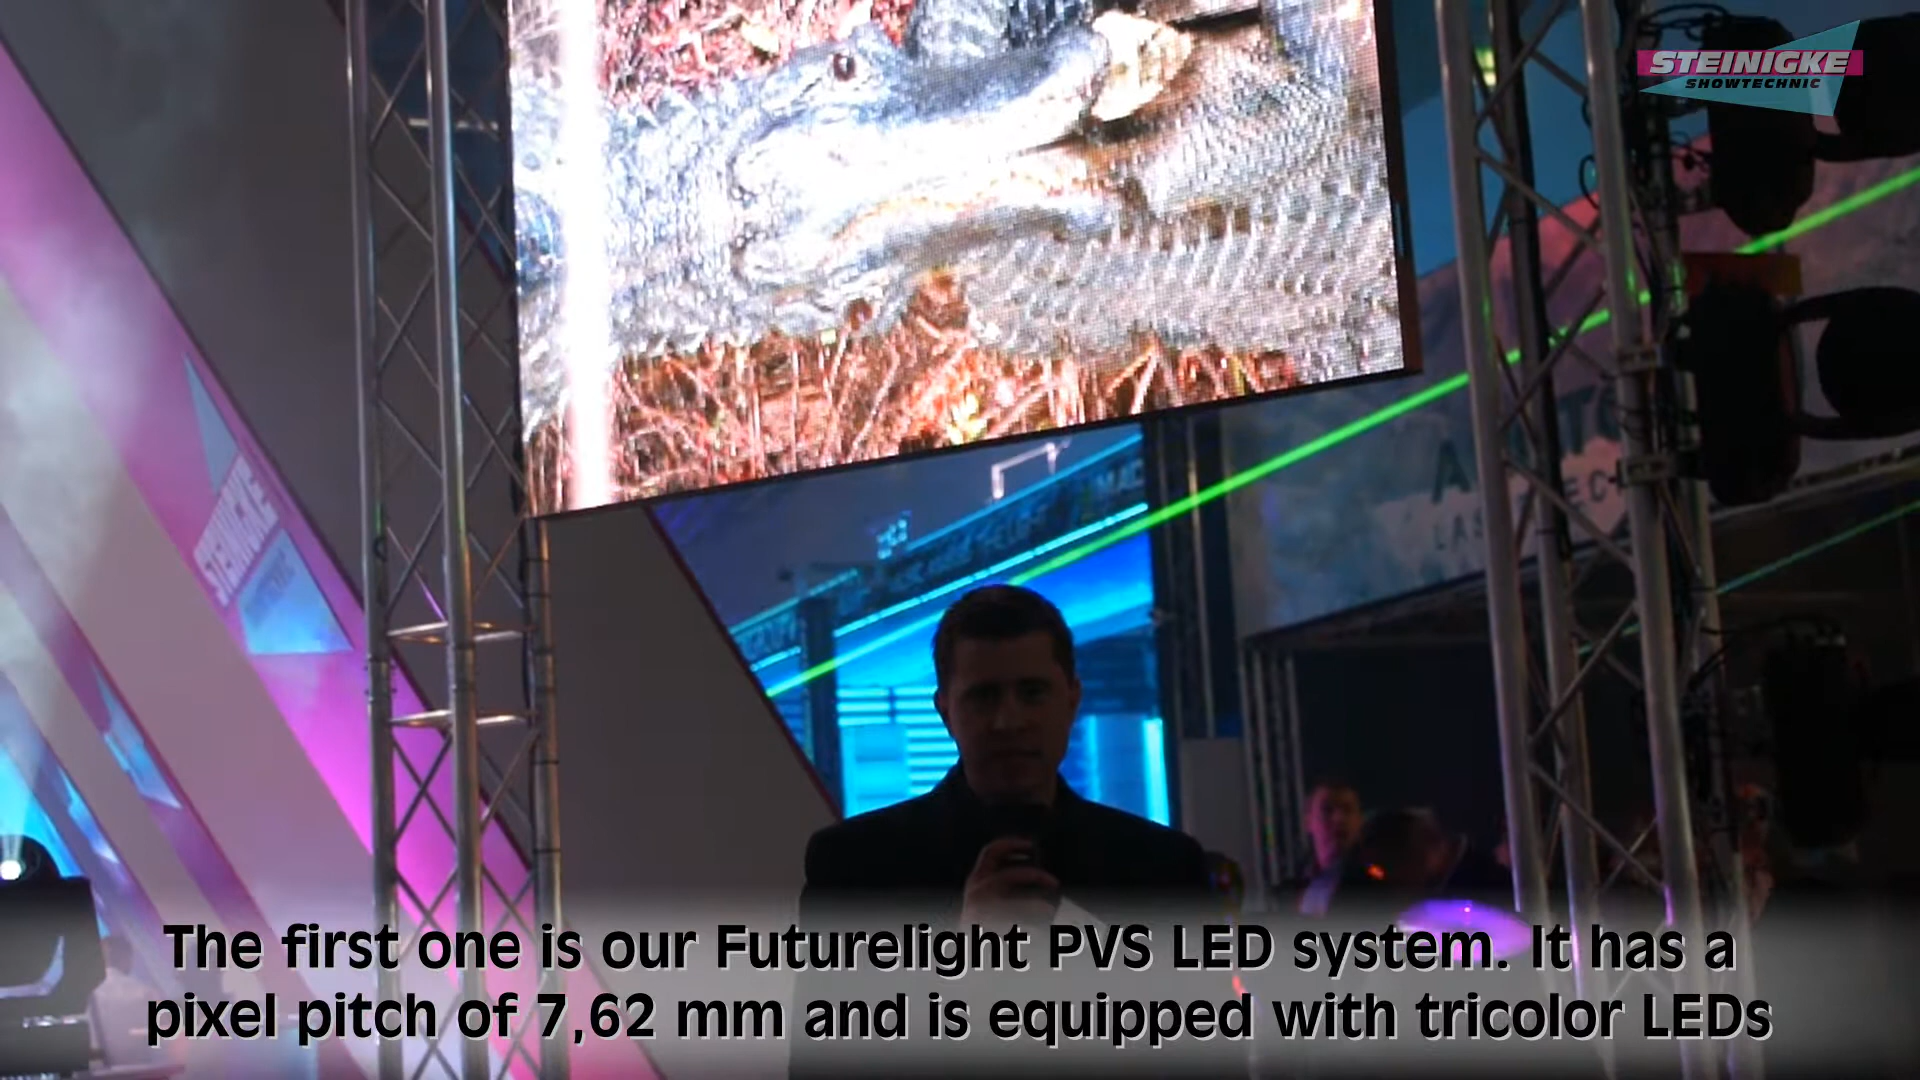 STEINIGKE
SHOWTECHNIC
STEINIGKE
The first one is our Futurelight PVS LED system. It has a
pixel pitch of 7,62 mm and is equipped with tricolor LEDs